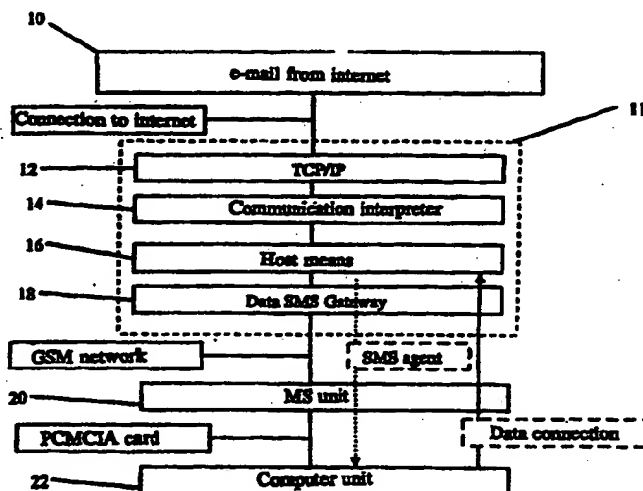 10
e-mail from internet
Connection to internet
11
12
TCP/IP
14
Communication interpreter
16
Host means
18
Data SMS Gateway
GSM network
SMS agent
20
MS unit
PCMCIA card
Data connection
22
Computer unit